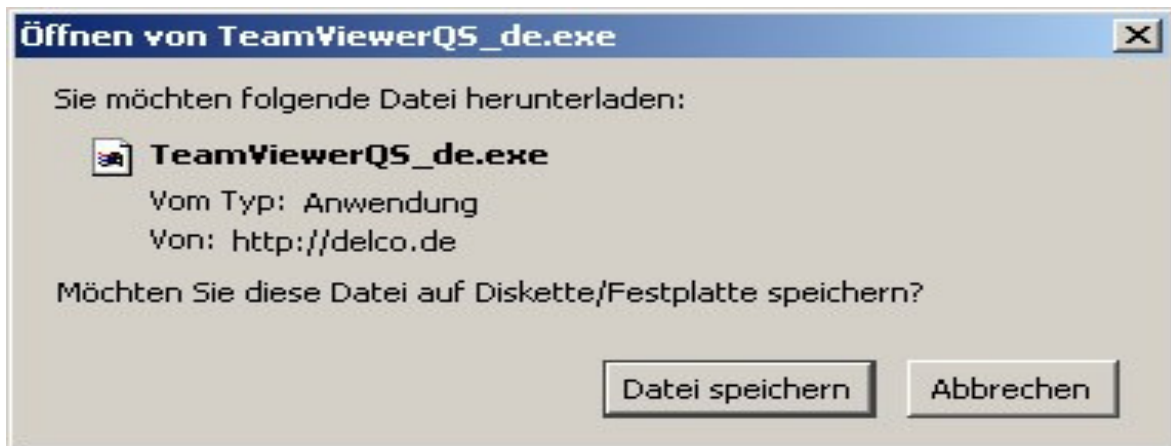 Öffnen von TeamViewerQS_de.exe
Sie möchten folgende Datei herunterladen:
TeamViewerQS_de.exe
Vom Typ: Anwendung
Von: http://delco.de
Möchten Sie diese Datei auf Diskette/Festplatte speichern?
Datei speichern Abbrechen